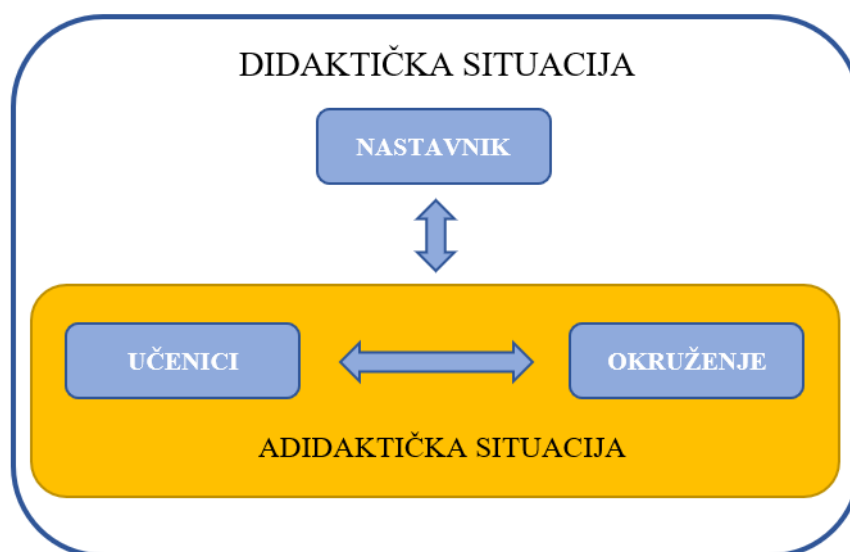 DIDAKTIČKA SITUACIJA
NASTAVNIK
UČENICI
OKRUŽENJE
ADIDAKTIČKA SITUACIJA